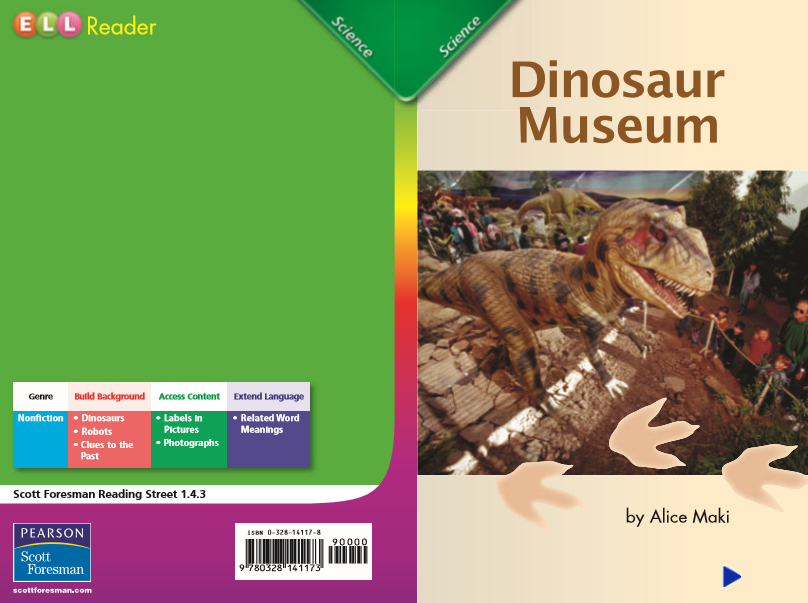 ELL Reader
Science
Science
Dinosaur
Museum
Genre
Build Background
Access Content
Extend Language
Nonfiction
• Dinosaurs
• Robots
• Clues to the
Past
• Labels in
Pictures
• Photographs
• Related Word
Meanings
Scott Foresman Reading Street 1.4.3
PEARSON
Scott
Foresman
scottforesman.com
ISBN 0-328-14117-8
90000
9 780328 141173
by Alice Maki